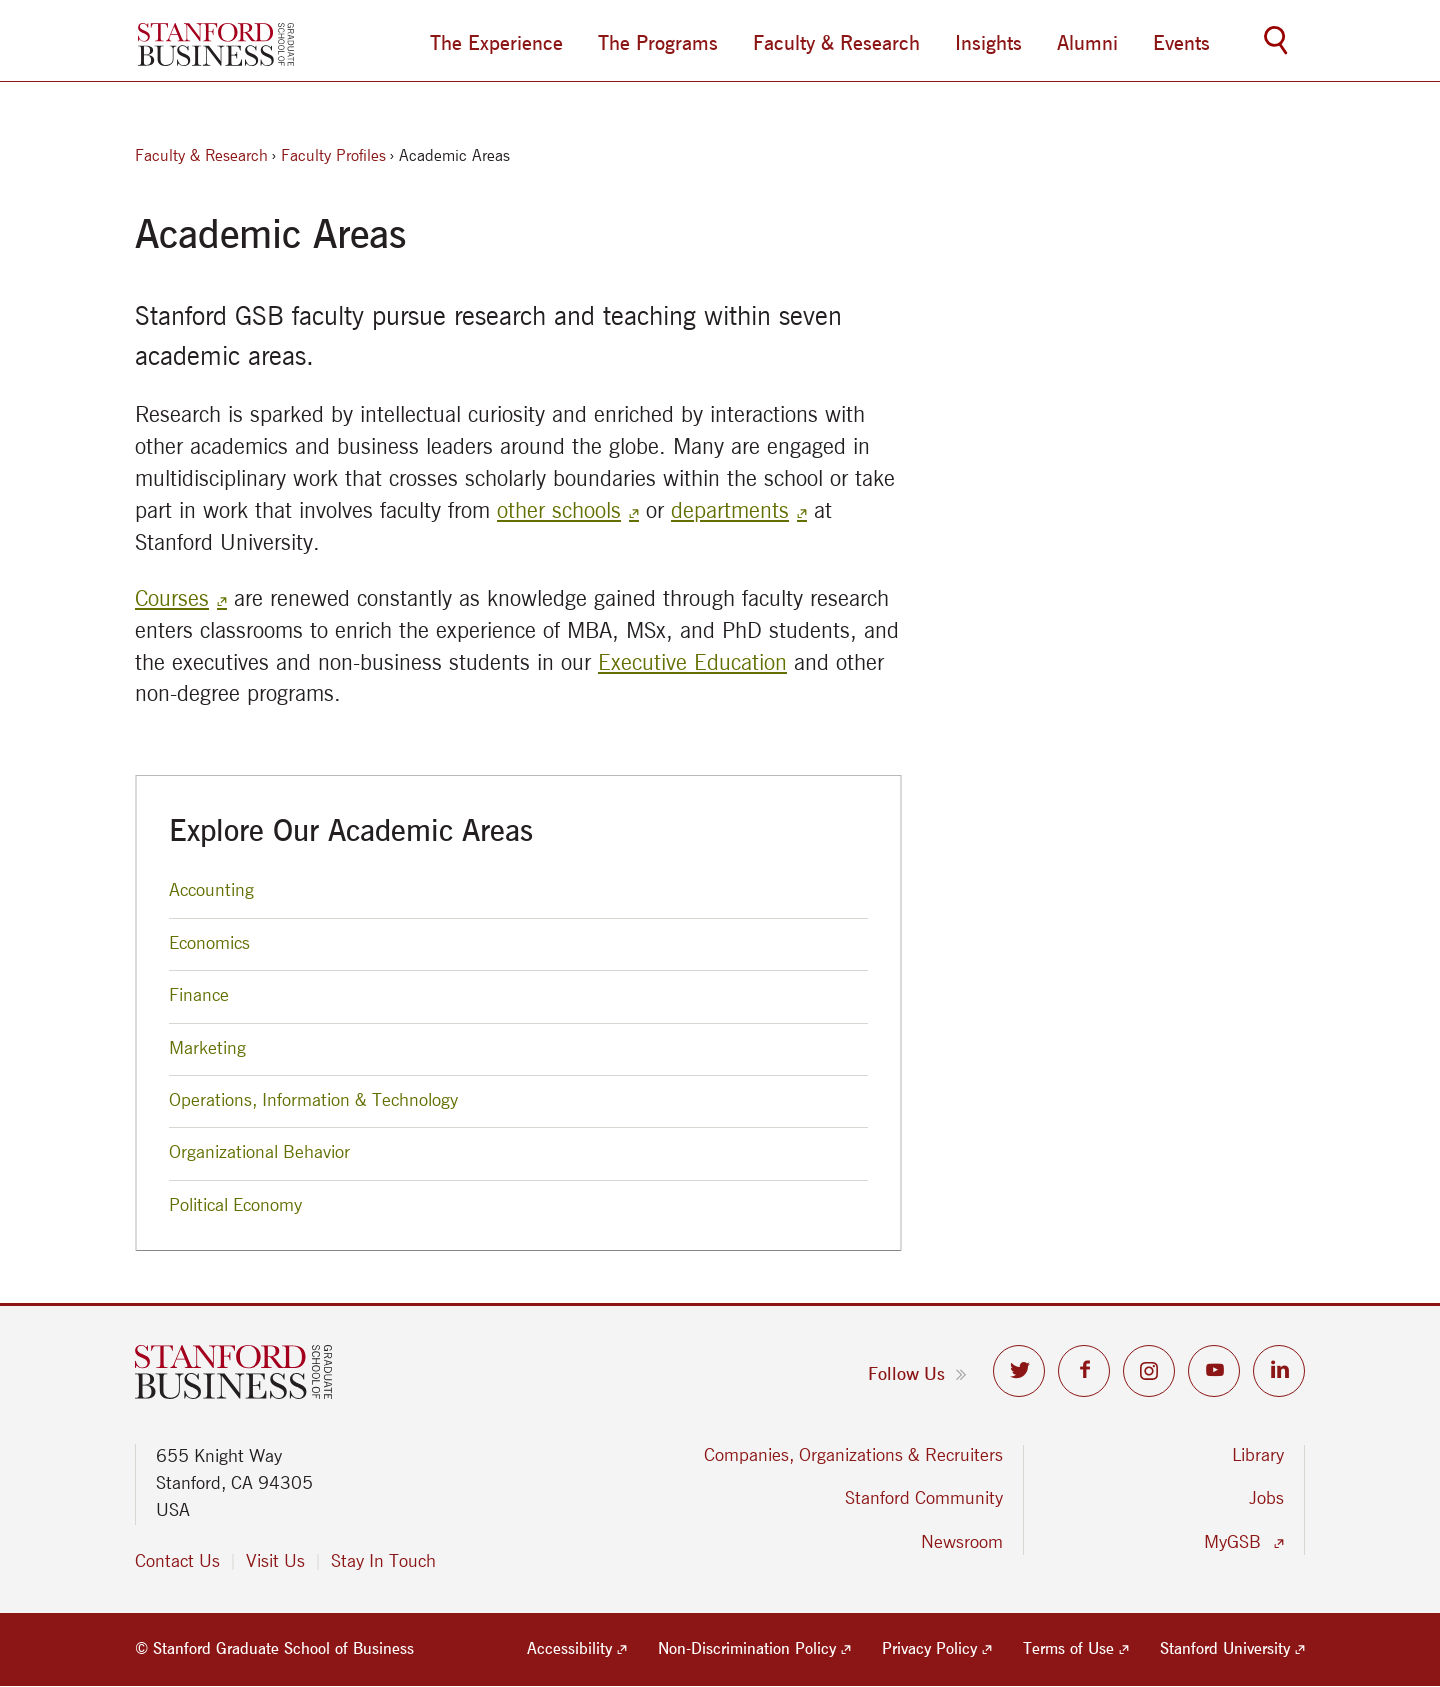 STANFORD
BUSINESS
GRADUATE
SCHOOL OF
The Experience
The Programs
Faculty & Research
Insights
Alumni
Events
Faculty & Research › Faculty Profiles › Academic Areas
Academic Areas
Stanford GSB faculty pursue research and teaching within seven
academic areas.
Research is sparked by intellectual curiosity and enriched by interactions with
other academics and business leaders around the globe. Many are engaged in
multidisciplinary work that crosses scholarly boundaries within the school or take
part in work that involves faculty from other schools or departments at
Stanford University.
Courses are renewed constantly as knowledge gained through faculty research
enters classrooms to enrich the experience of MBA, MSx, and PhD students, and
the executives and non-business students in our Executive Education and other
non-degree programs.
Explore Our Academic Areas
Accounting
Economics
Finance
Marketing
Operations, Information & Technology
Organizational Behavior
Political Economy
STANFORD
BUSINESS
GRADUATE
SCHOOL OF
Follow Us
655 Knight Way
Stanford, CA 94305
USA
Contact Us | Visit Us | Stay In Touch
Companies, Organizations & Recruiters
Stanford Community
Newsroom
Library
Jobs
MyGSB
© Stanford Graduate School of Business
Accessibility
Non-Discrimination Policy
Privacy Policy
Terms of Use
Stanford University